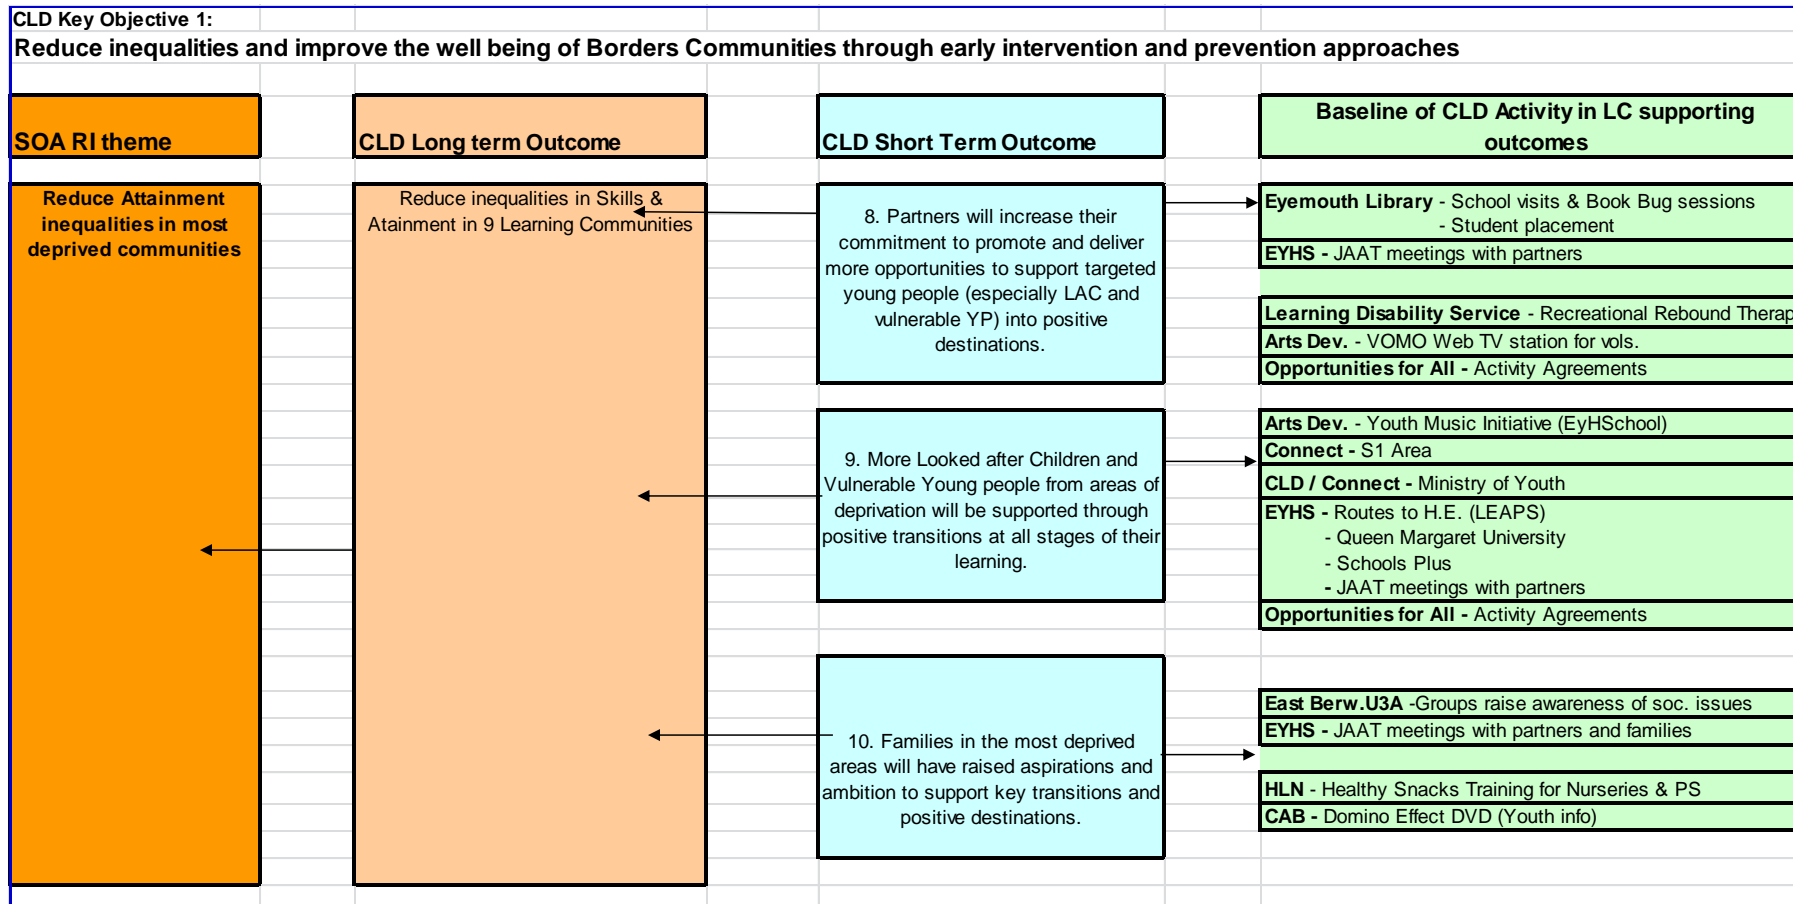 CLD Key Objective 1:
Reduce inequalities and improve the well being of Borders Communities through early intervention and prevention approaches
SOA RI theme
CLD Long term Outcome
CLD Short Term Outcome
Baseline of CLD Activity in LC supporting
outcomes
Reduce Attainment
inequalities in most
deprived communities
Reduce inequalities in Skills &
Atainment in 9 Learning Communities
8. Partners will increase their
commitment to promote and deliver
more opportunities to support targeted
young people (especially LAC and
vulnerable YP) into positive
destinations.
Eyemouth Library - School visits & Book Bug sessions
- Student placement
EYHS - JAAT meetings with partners
Learning Disability Service - Recreational Rebound Therap
Arts Dev. - VOMO Web TV station for vols.
Opportunities for All - Activity Agreements
9. More Looked after Children and
Vulnerable Young people from areas of
deprivation will be supported through
positive transitions at all stages of their
learning.
Arts Dev. - Youth Music Initiative (EyHSchool)
Connect - S1 Area
CLD / Connect - Ministry of Youth
EYHS - Routes to H.E. (LEAPS)
- Queen Margaret University
- Schools Plus
- JAAT meetings with partners
Opportunities for All - Activity Agreements
10. Families in the most deprived
areas will have raised aspirations and
ambition to support key transitions and
positive destinations.
East Berw.U3A -Groups raise awareness of soc. issues
EYHS - JAAT meetings with partners and families
HLN - Healthy Snacks Training for Nurseries & PS
CAB - Domino Effect DVD (Youth info)